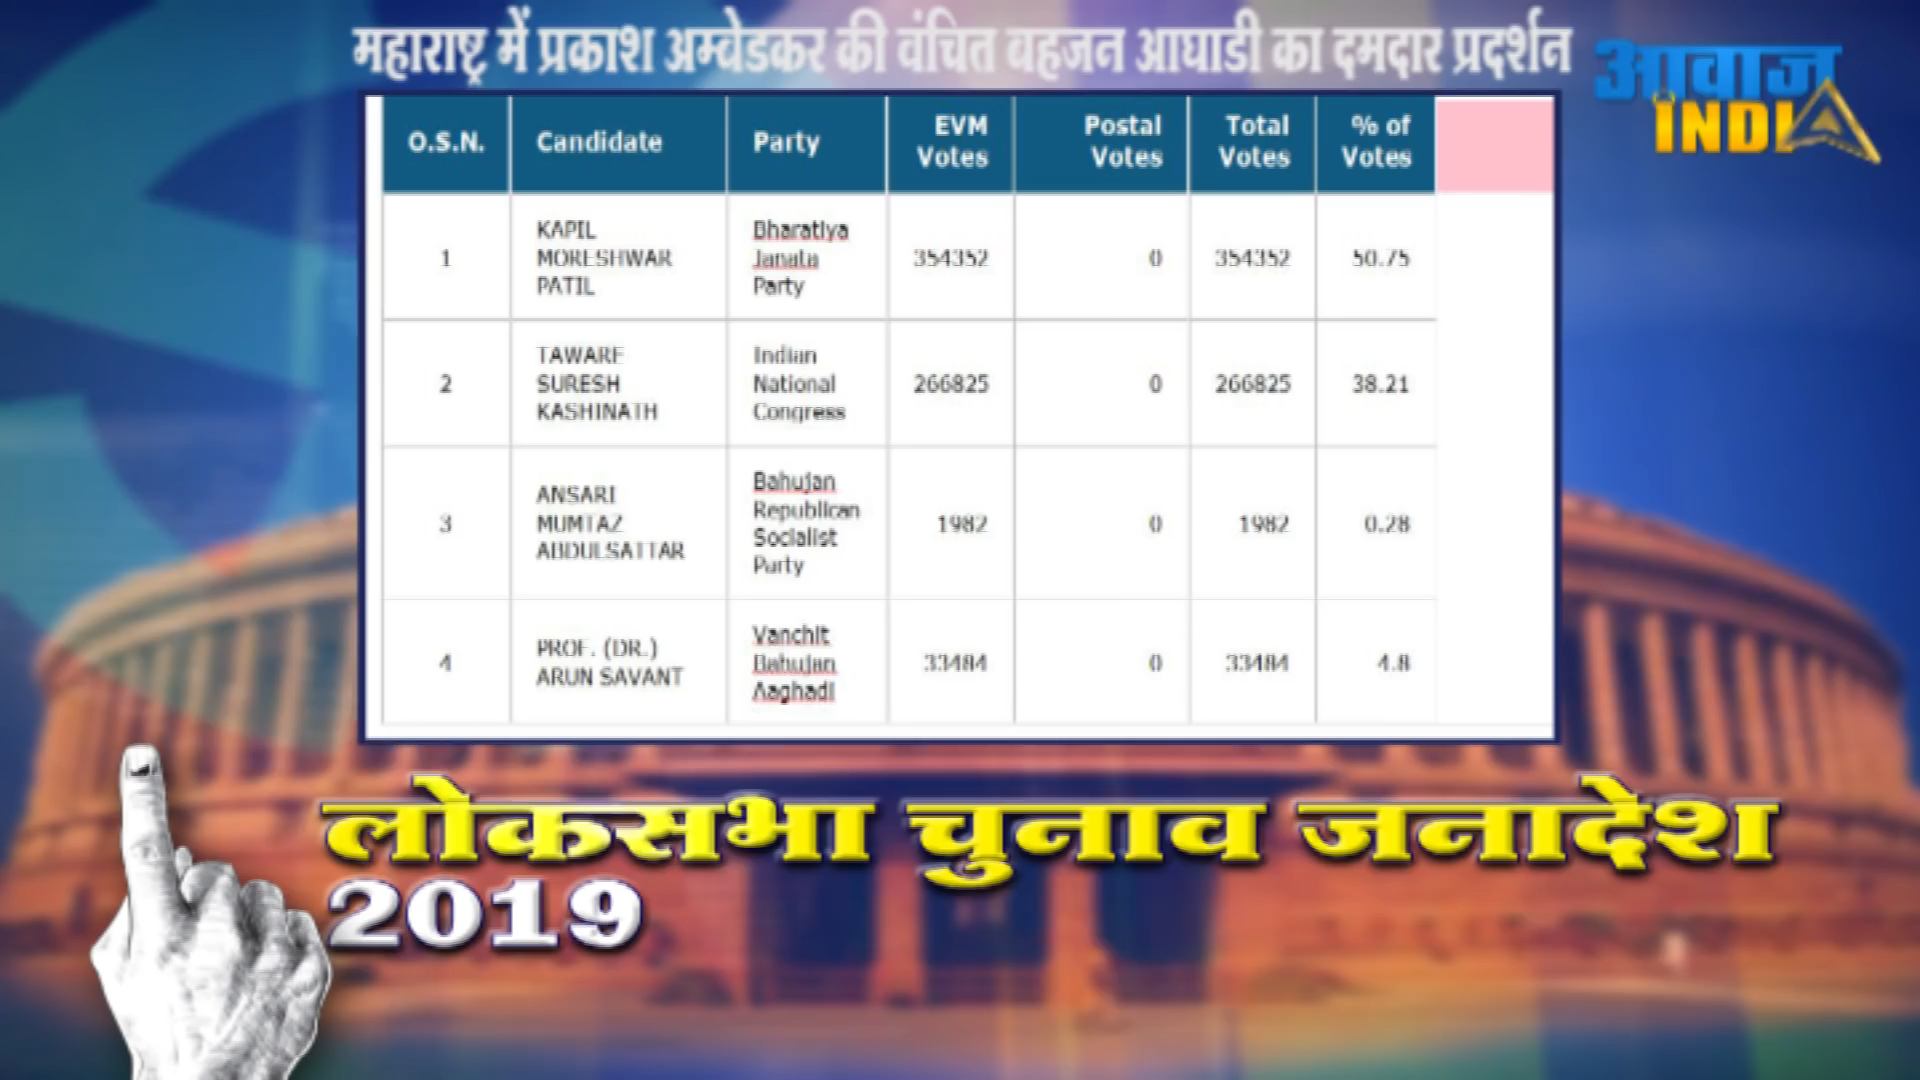 महाराष्ट्र में प्रकाश अम्बेडकर की वंचित बहजन आघाडी का दमदार प्रदर्शन
आवाज
INDIA
O.S.N. Candidate Party EVM Votes Postal Votes Total Votes % of Votes
1 KAPIL MORESHWAR PATIL Bharatiya Janata Party 354352 0 354352 50.75
2 TAWARE SURESH KASHINATH Indian National Congress 266825 0 266825 38.21
3 ANSARI MUMTAZ ABDULSATTAR Bahujan Republican Socialist Party 1982 0 1982 0.28
4 PROF. (DR.) ARUN SAVANT Vanchit Bahujan Aaghadi 33484 0 33484 4.8
लोकसभा चुनाव जनादेश
2019